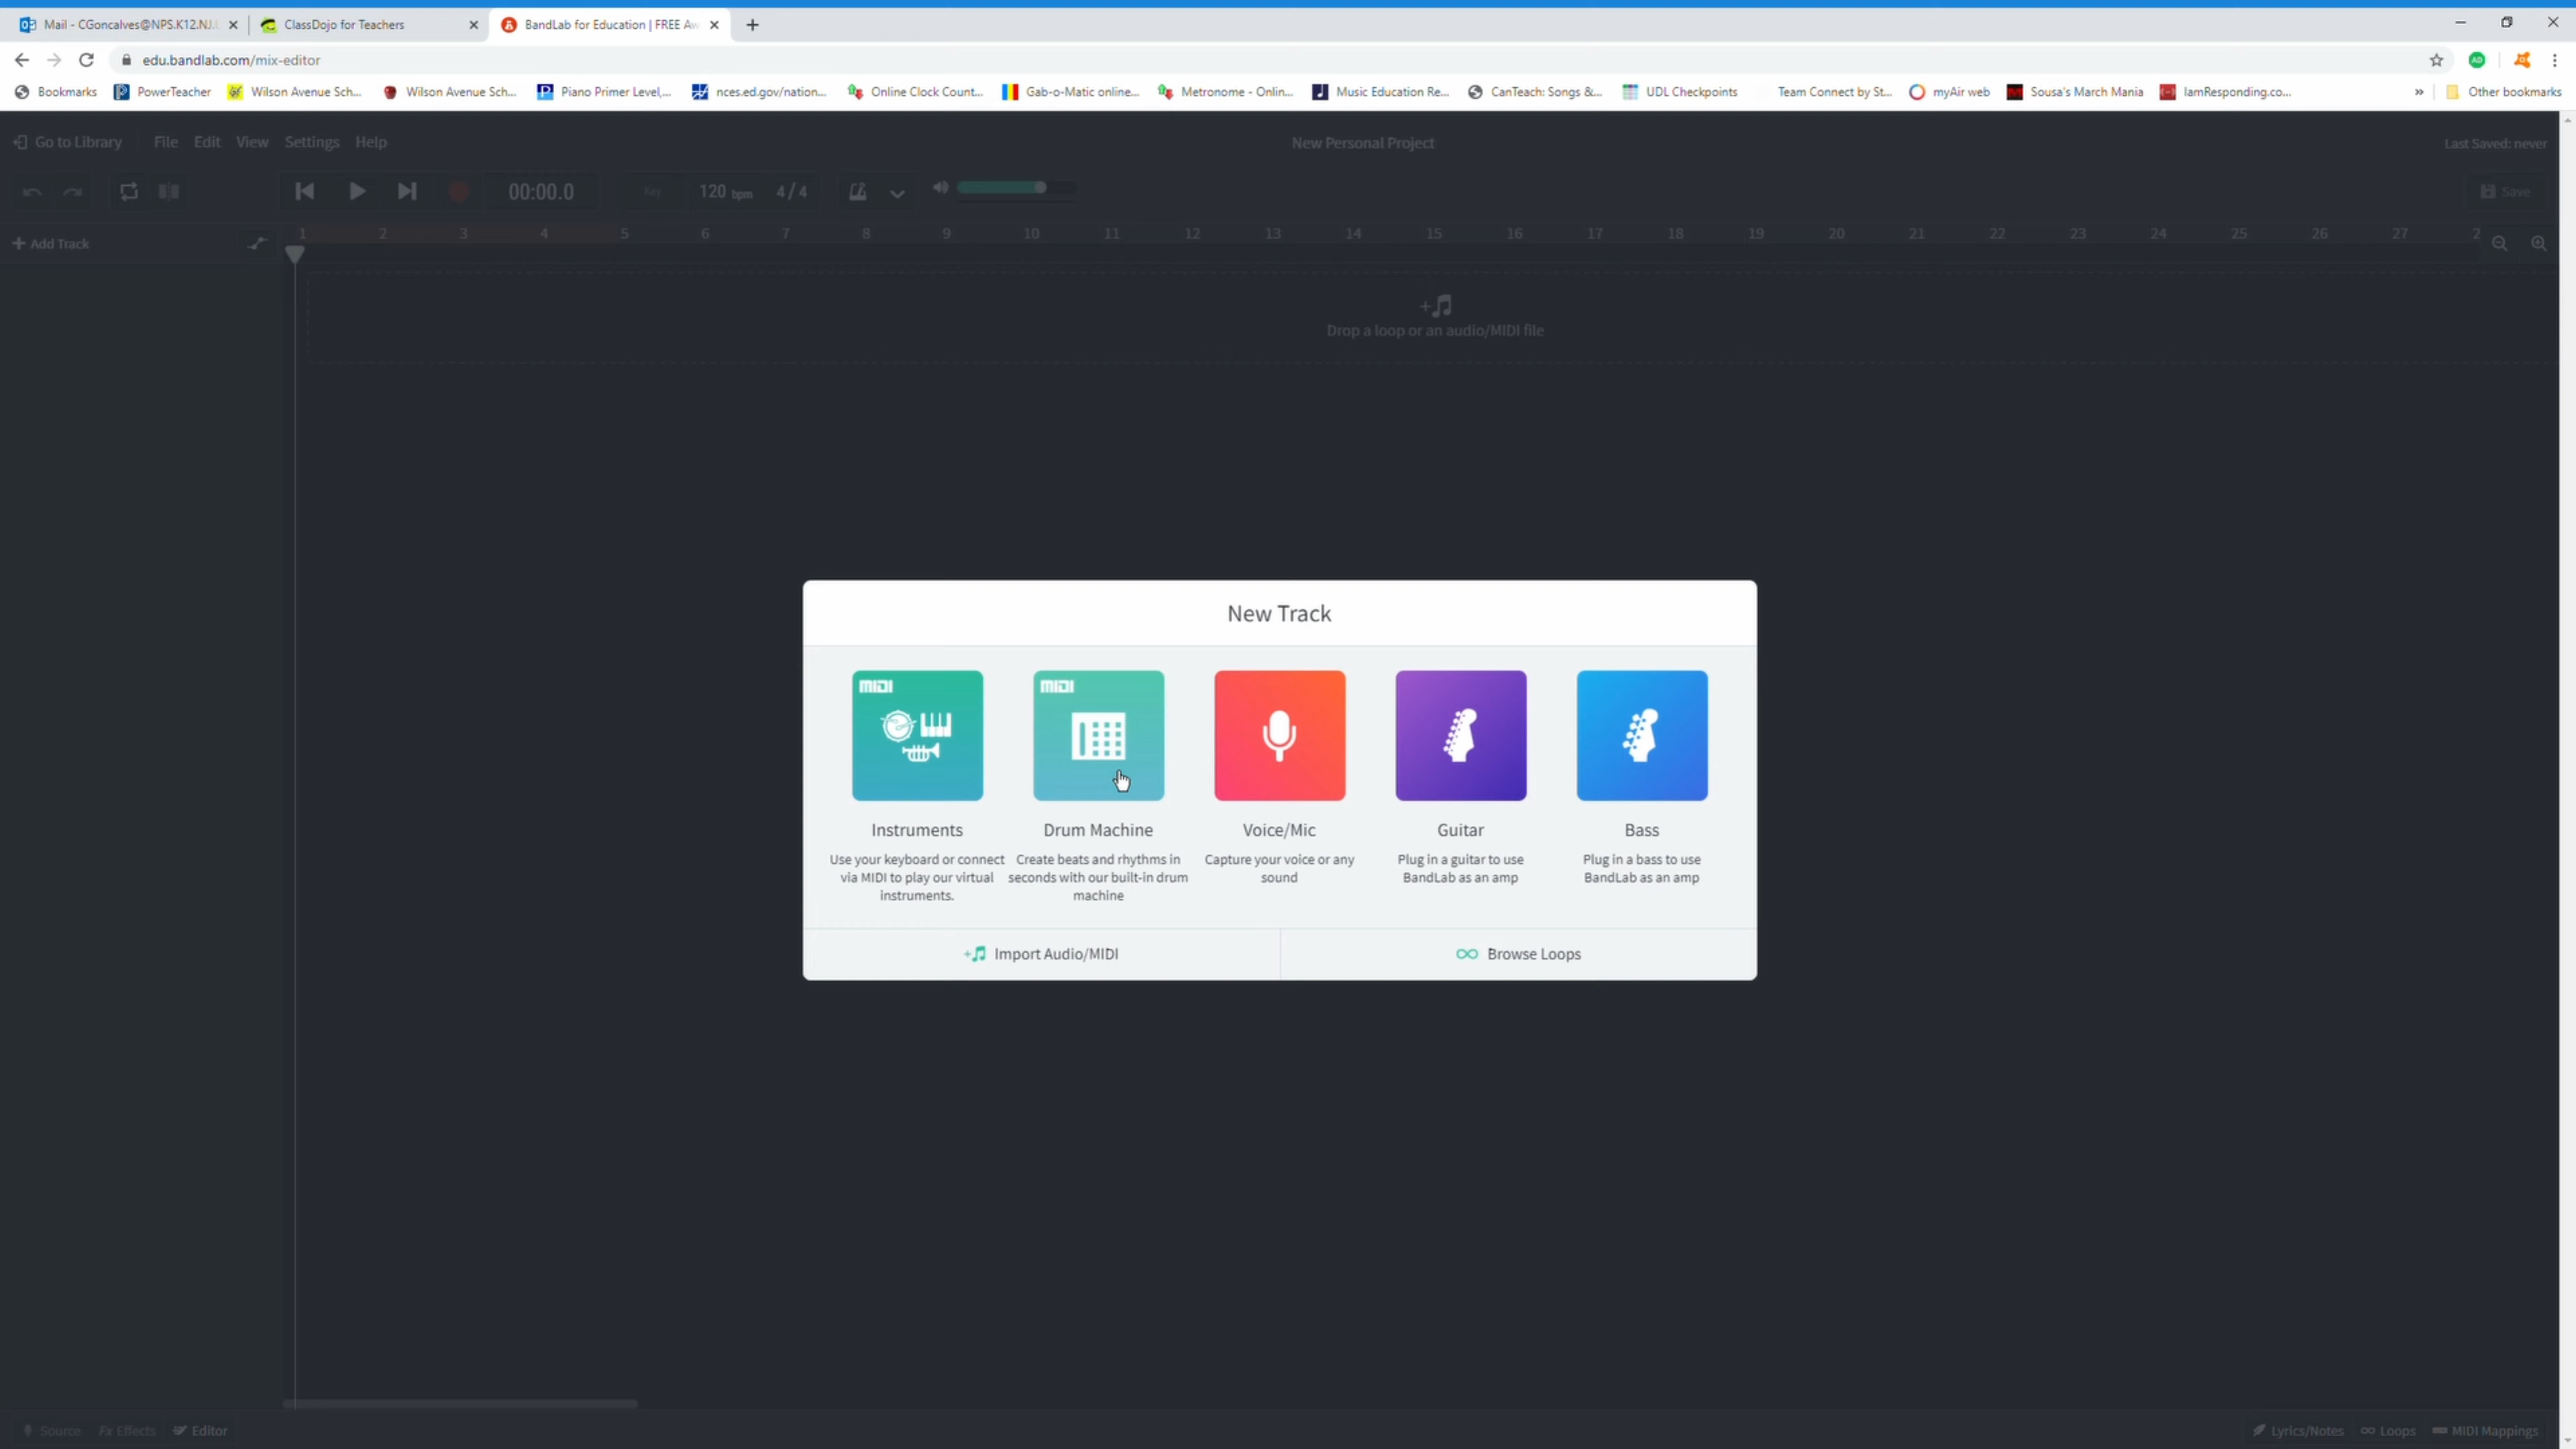 Mail - CGoncalves@NPS.K12.NJ.U
ClassDojo for Teachers
BandLab for Education | FREE Aw
edu.bandlab.com/mix-editor
Bookmarks
PowerTeacher
Wilson Avenue Sch...
Wilson Avenue Sch...
Piano Primer Level,...
nces.ed.gov/nation...
Online Clock Count...
Gab-o-Matic online...
Metronome - Onlin...
Music Education Re...
CanTeach: Songs &...
UDL Checkpoints
Team Connect by St...
myAir web
Sousa's March Mania
IamResponding.co...
»
Other bookmarks
Go to Library
File
Edit
View
Settings
Help
New Personal Project
Last Saved: never
00:00.0
Key
120 bpm
4 / 4
Save
+ Add Track
1 2 3 4 5 6 7 8 9 10 11 12 13 14 15 16 17 18 19 20 21 22 23 24 25 26 27 2
Drop a loop or an audio/MIDI file
New Track
MIDI
MIDI
Instruments
Use your keyboard or connect
via MIDI to play our virtual
instruments.
Drum Machine
Create beats and rhythms in
seconds with our built-in drum
machine
Voice/Mic
Capture your voice or any
sound
Guitar
Plug in a guitar to use
BandLab as an amp
Bass
Plug in a bass to use
BandLab as an amp
Import Audio/MIDI
Browse Loops
Source
Fx Effects
Editor
Lyrics/Notes
Loops
MIDI Mappings